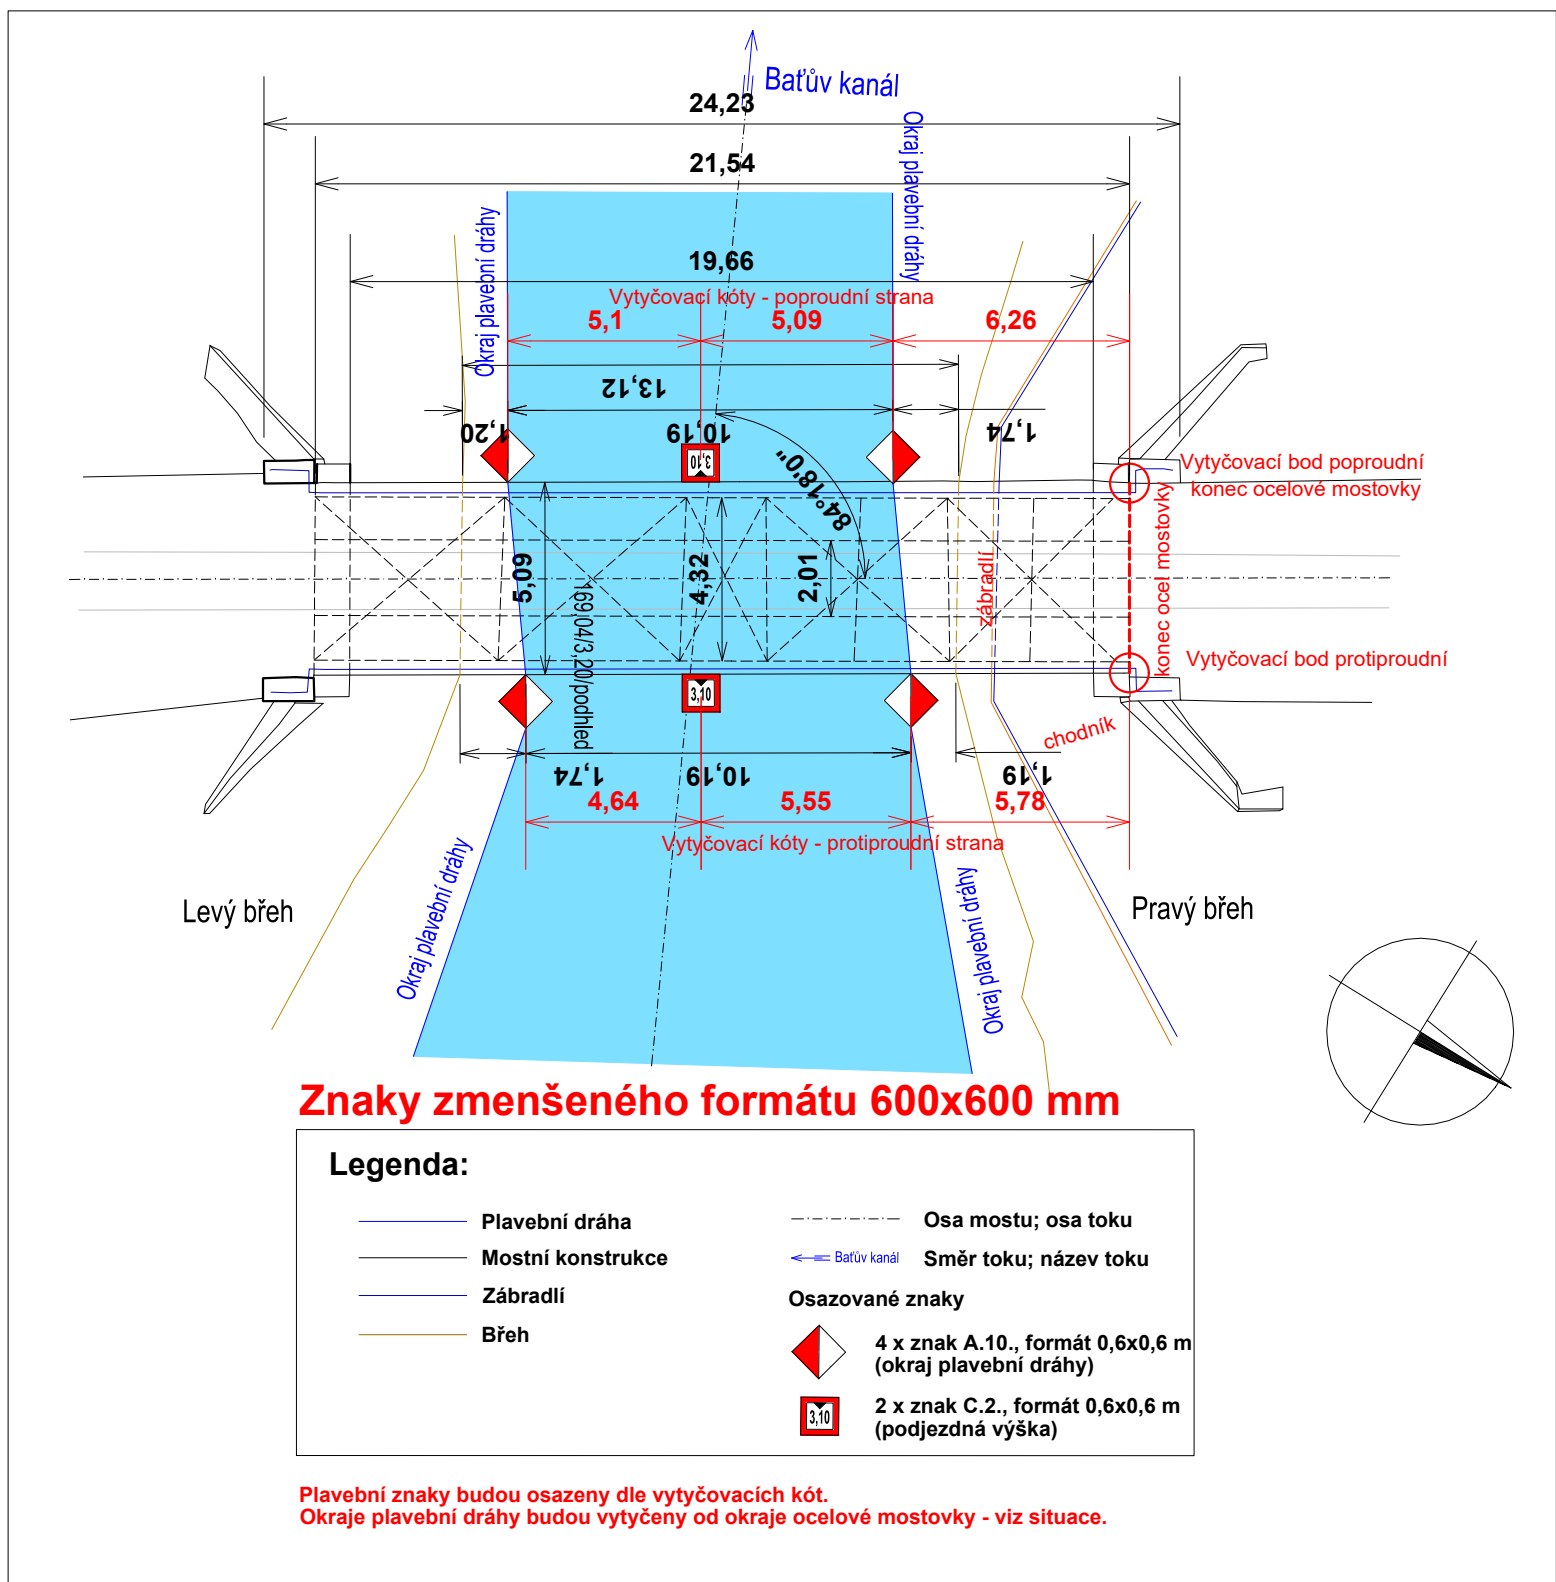 Baťův kanál
24,23
Okraj plavební dráhy
21,54
Okraj plavební dráhy
19,66
Vytyčovací kóty - poproudní strana
5,1
5,09
6,26
13,12
1,20
10,19
1,74
3,10
84°18'0"
Vytyčovací bod poproudní
konec ocelové mostovky
5,09
4,32
2,01
169,04/3,20/podhled
zábradlí
konec ocel mostovky
Vytyčovací bod protiproudní
3,10
chodník
1,74
10,19
1,19
4,64
5,55
5,78
Vytyčovací kóty - protiproudní strana
Okraj plavební dráhy
Okraj plavební dráhy
Levý břeh
Pravý břeh
Znaky zmenšeného formátu 600x600 mm
Legenda:
Plavební dráha
Mostní konstrukce
Zábradlí
Břeh
Osa mostu; osa toku
Baťův kanál
Směr toku; název toku
Osazované znaky
4 x znak A.10., formát 0,6x0,6 m
(okraj plavební dráhy)
3,10
2 x znak C.2., formát 0,6x0,6 m
(podjezdná výška)
Plavební znaky budou osazeny dle vytyčovacích kót.
Okraje plavební dráhy budou vytyčeny od okraje ocelové mostovky - viz situace.